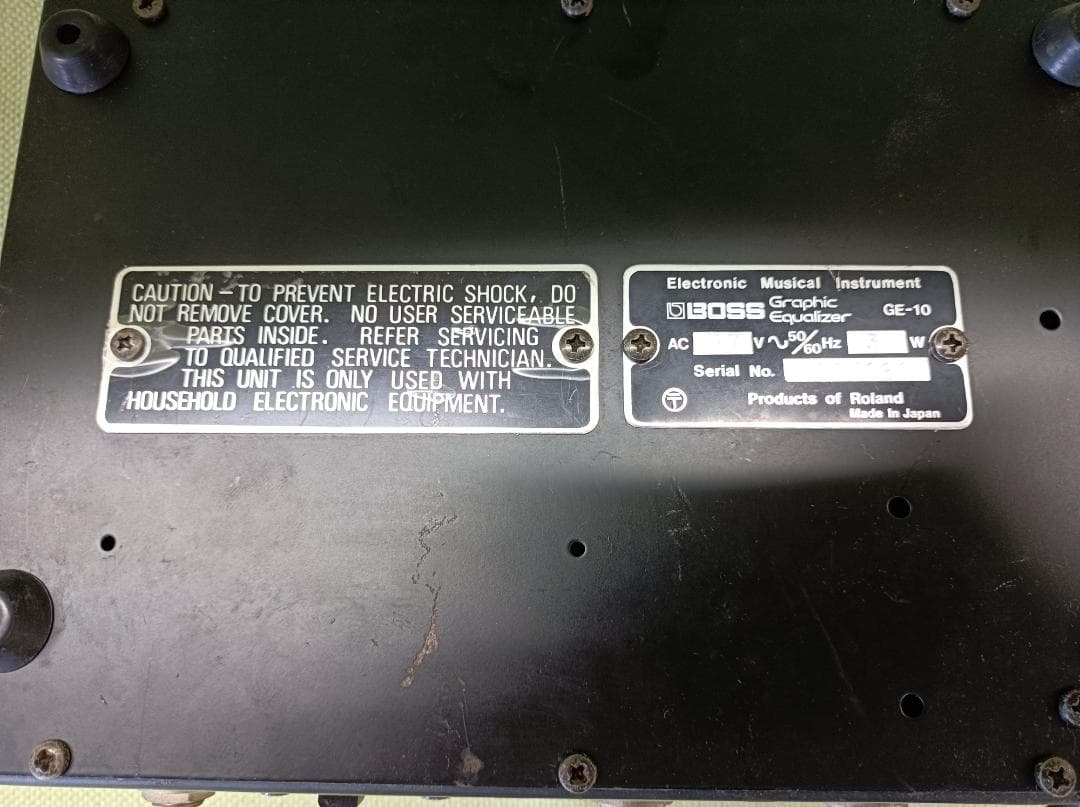 CAUTION – TO PREVENT ELECTRIC SHOCK, DO
NOT REMOVE COVER. NO USER SERVICEABLE
PARTS INSIDE. REFER SERVICING
TO QUALIFIED SERVICE TECHNICIAN.
THIS UNIT IS ONLY USED WITH
HOUSEHOLD ELECTRONIC EQUIPMENT.
Electronic Musical Instrument
BOSS Graphic Equalizer GE-10
AC V 50/60Hz 3 W
Serial No.
Products of Roland
Made in Japan